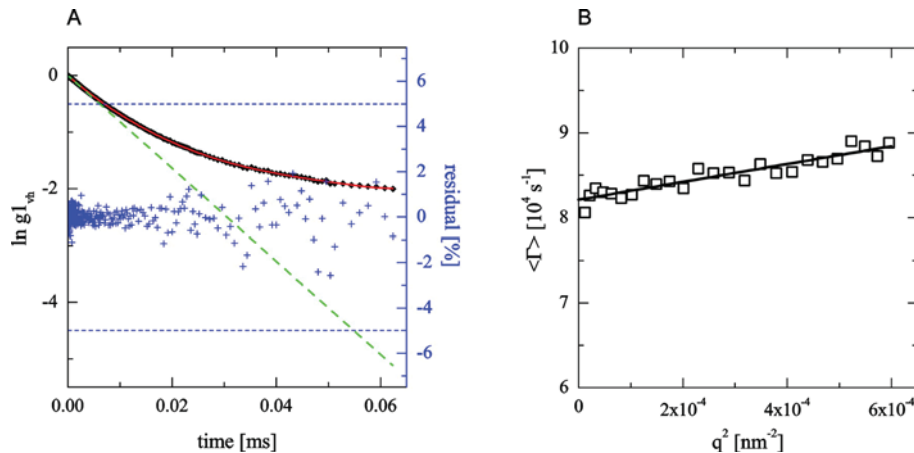 A
0
-2
-4
ln g1vh
6
4
2
0
-2
-4
-6
residual [%]
0.00
0.02
0.04
0.06
time [ms]
B
10
9
8
7
6
<Γ> [10⁴ s⁻¹]
0
2x10⁻⁴
4x10⁻⁴
6x10⁻⁴
q² [nm⁻²]